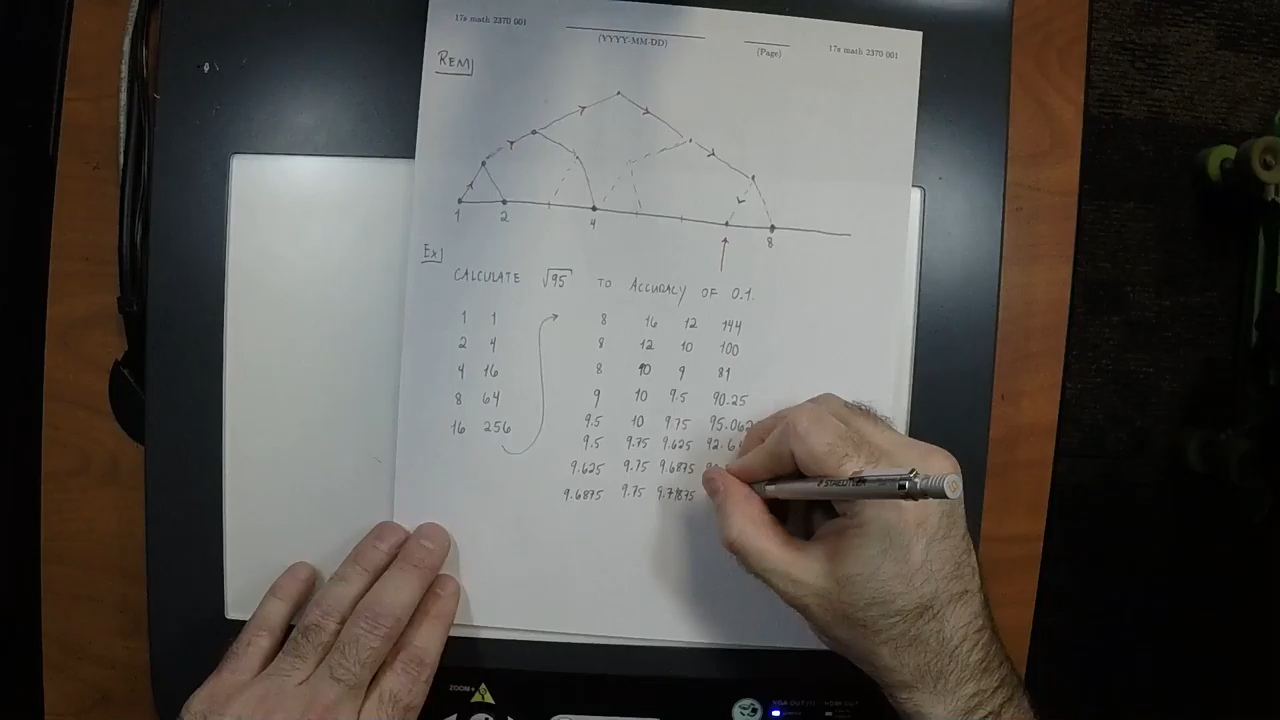 17s math 2370 001
(YYYY-MM-DD)
(Page)
17s math 2370 001
REM
1 2 4 8
Ex
CALCULATE √95 TO ACCURACY OF 0.1.
1 1
2 4
4 16
8 64
16 256
8 16 12 144
8 12 10 100
8 10 9 81
9 10 9.5 90.25
9.5 10 9.75 95.062
9.5 9.75 9.625 92.6
9.625 9.75 9.6875
9.6875 9.75 9.71875
STAEDTLER
ZOOM+